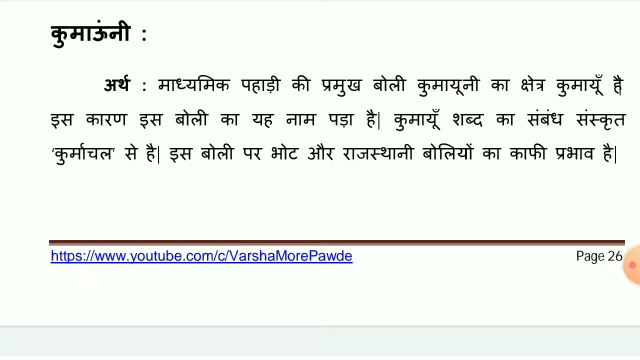 कुमाऊंनी :
अर्थ : माध्यमिक पहाड़ी की प्रमुख बोली कुमायूनी का क्षेत्र कुमायूँ है
इस कारण इस बोली का यह नाम पड़ा है| कुमायूँ शब्द का संबंध संस्कृत
‘कुर्माचल’ से है| इस बोली पर भोट और राजस्थानी बोलियों का काफी प्रभाव है|
https://www.youtube.com/c/VarshaMorePawde Page 26